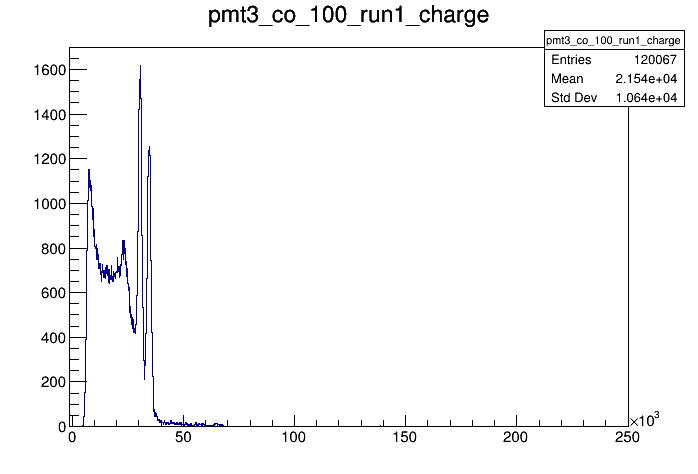 pmt3_co_100_run1_charge
pmt3_co_100_run1_charge
Entries 120067
Mean 2.154e+04
Std Dev 1.064e+04
1600
1400
1200
1000
800
600
400
200
0
0 50 100 150 200 250
×10³